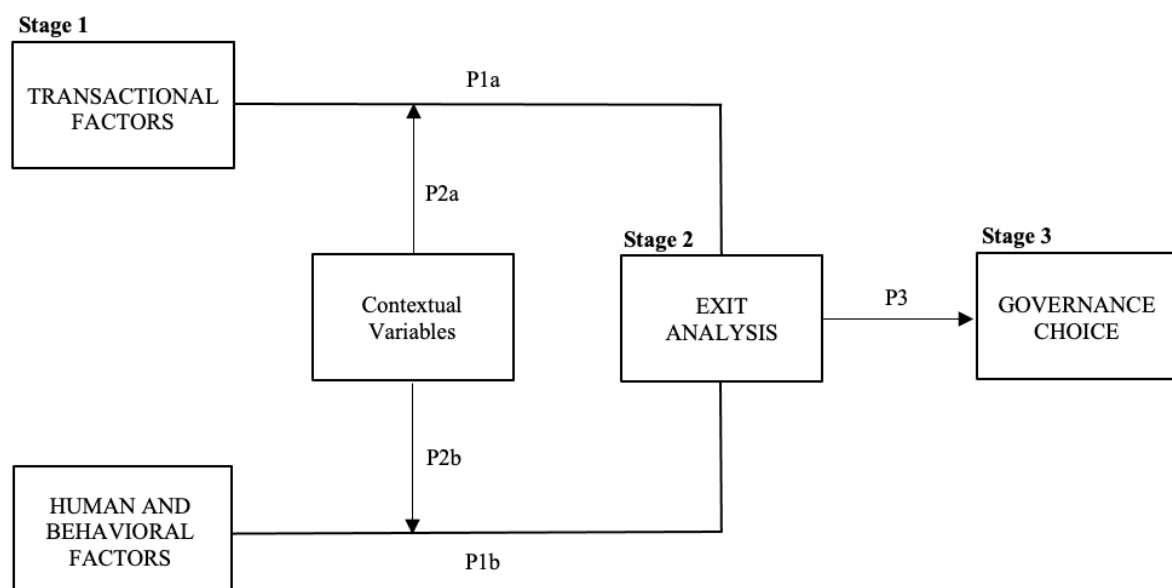 Stage 1
TRANSACTIONAL
FACTORS
P1a
P2a
Contextual
Variables
Stage 2
EXIT
ANALYSIS
P3
Stage 3
GOVERNANCE
CHOICE
P2b
HUMAN AND
BEHAVIORAL
FACTORS
P1b